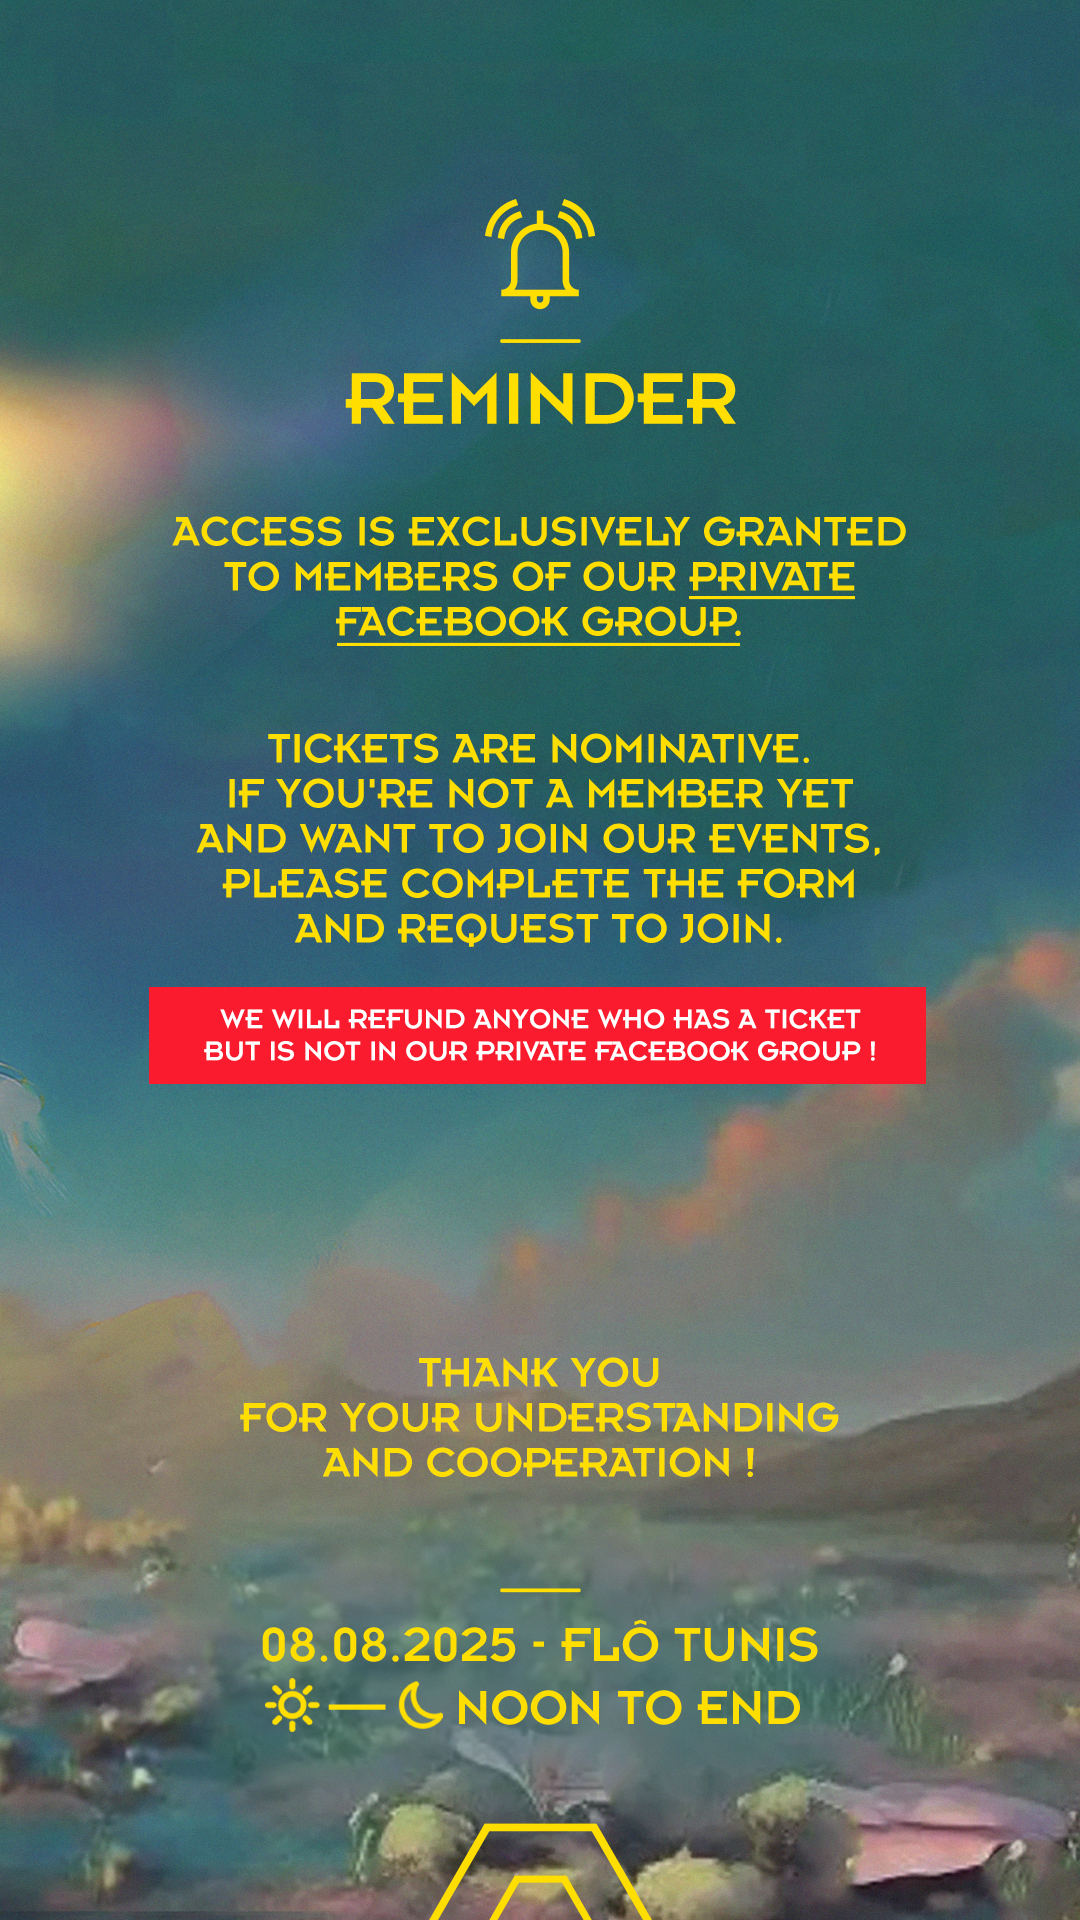 REMINDER
ACCESS IS EXCLUSIVELY GRANTED
TO MEMBERS OF OUR PRIVATE
FACEBOOK GROUP.
TICKETS ARE NOMINATIVE.
IF YOU'RE NOT A MEMBER YET
AND WANT TO JOIN OUR EVENTS,
PLEASE COMPLETE THE FORM
AND REQUEST TO JOIN.
WE WILL REFUND ANYONE WHO HAS A TICKET
BUT IS NOT IN OUR PRIVATE FACEBOOK GROUP !
THANK YOU
FOR YOUR UNDERSTANDING
AND COOPERATION !
08.08.2025 - FLÔ TUNIS
NOON TO END